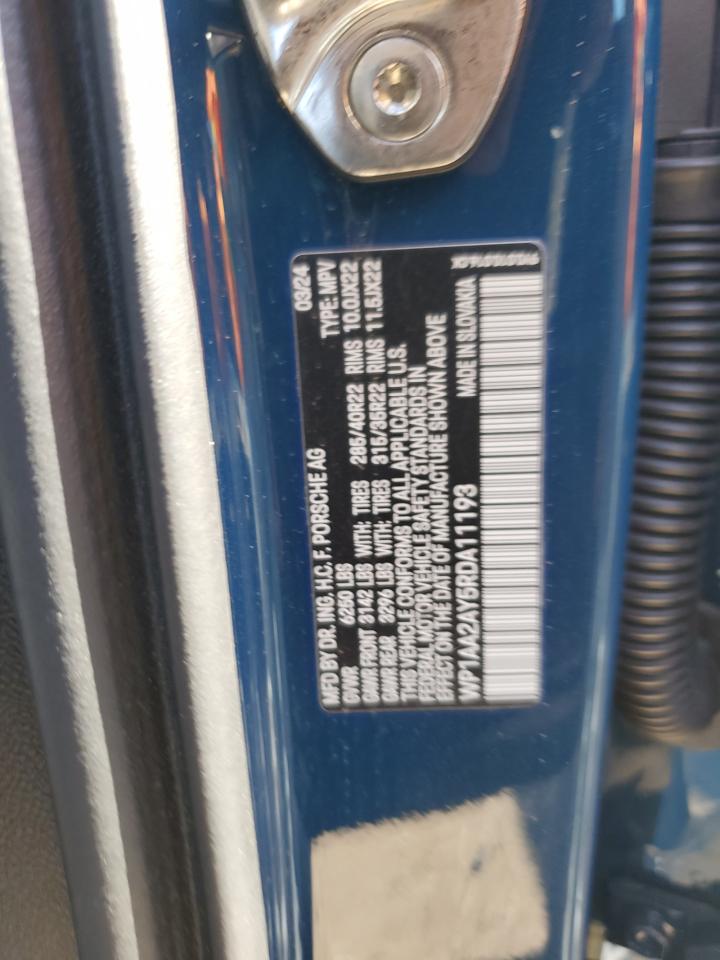 MFD BY DR. ING. H.C. F. PORSCHE AG 03/24
GVWR 6250 LBS TYPE: MPV
GAWR FRONT 3142 LBS WITH: TIRES 285/40R22 RIMS 10.0JX22
GAWR REAR 3296 LBS WITH: TIRES 315/35R22 RIMS 11.5JX22
THIS VEHICLE CONFORMS TO ALL APPLICABLE U.S.
FEDERAL MOTOR VEHICLE SAFETY STANDARDS IN
EFFECT ON THE DATE OF MANUFACTURE SHOWN ABOVE
WP1AA2AY5RDA11193 MADE IN SLOVAKIA